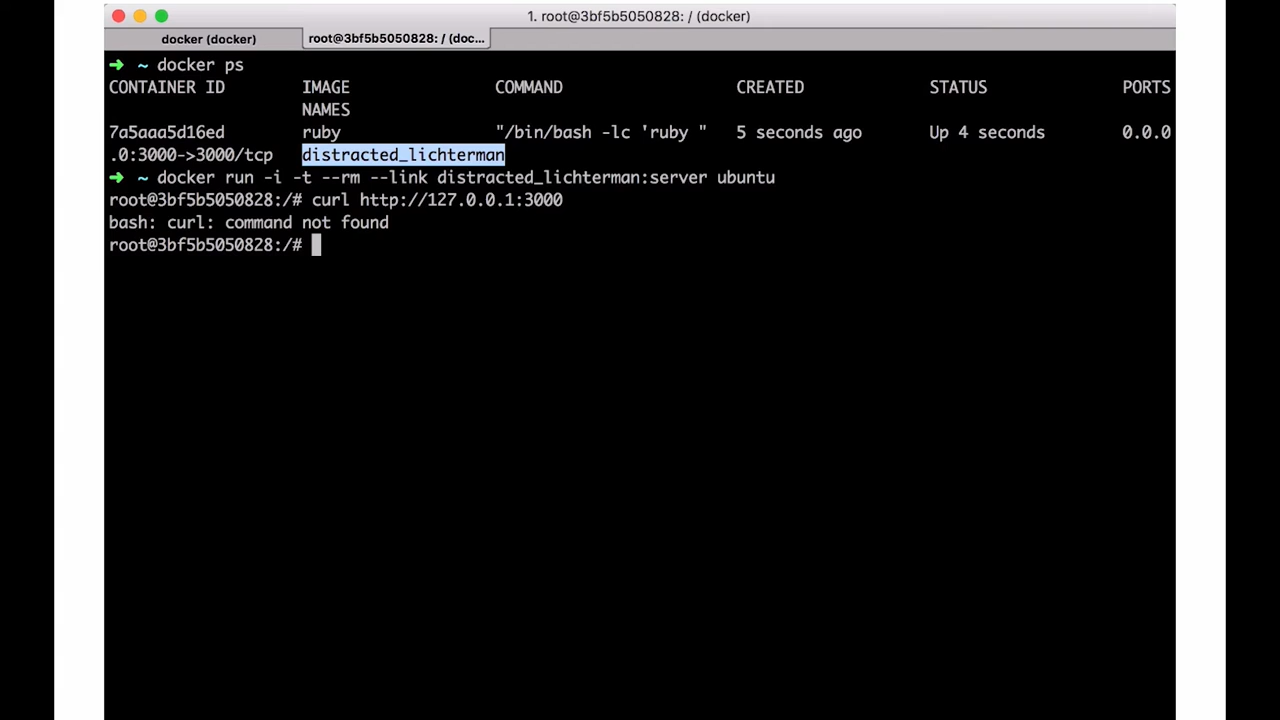 1. root@3bf5b5050828: / (docker)
docker (docker) root@3bf5b5050828: / (doc...
➜ ~ docker ps
CONTAINER ID IMAGE COMMAND CREATED STATUS PORTS
NAMES
7a5aaa5d16ed ruby "/bin/bash -lc 'ruby " 5 seconds ago Up 4 seconds 0.0.0
.0:3000->3000/tcp distracted_lichterman
➜ ~ docker run -i -t --rm --link distracted_lichterman:server ubuntu
root@3bf5b5050828:/# curl http://127.0.0.1:3000
bash: curl: command not found
root@3bf5b5050828:/#